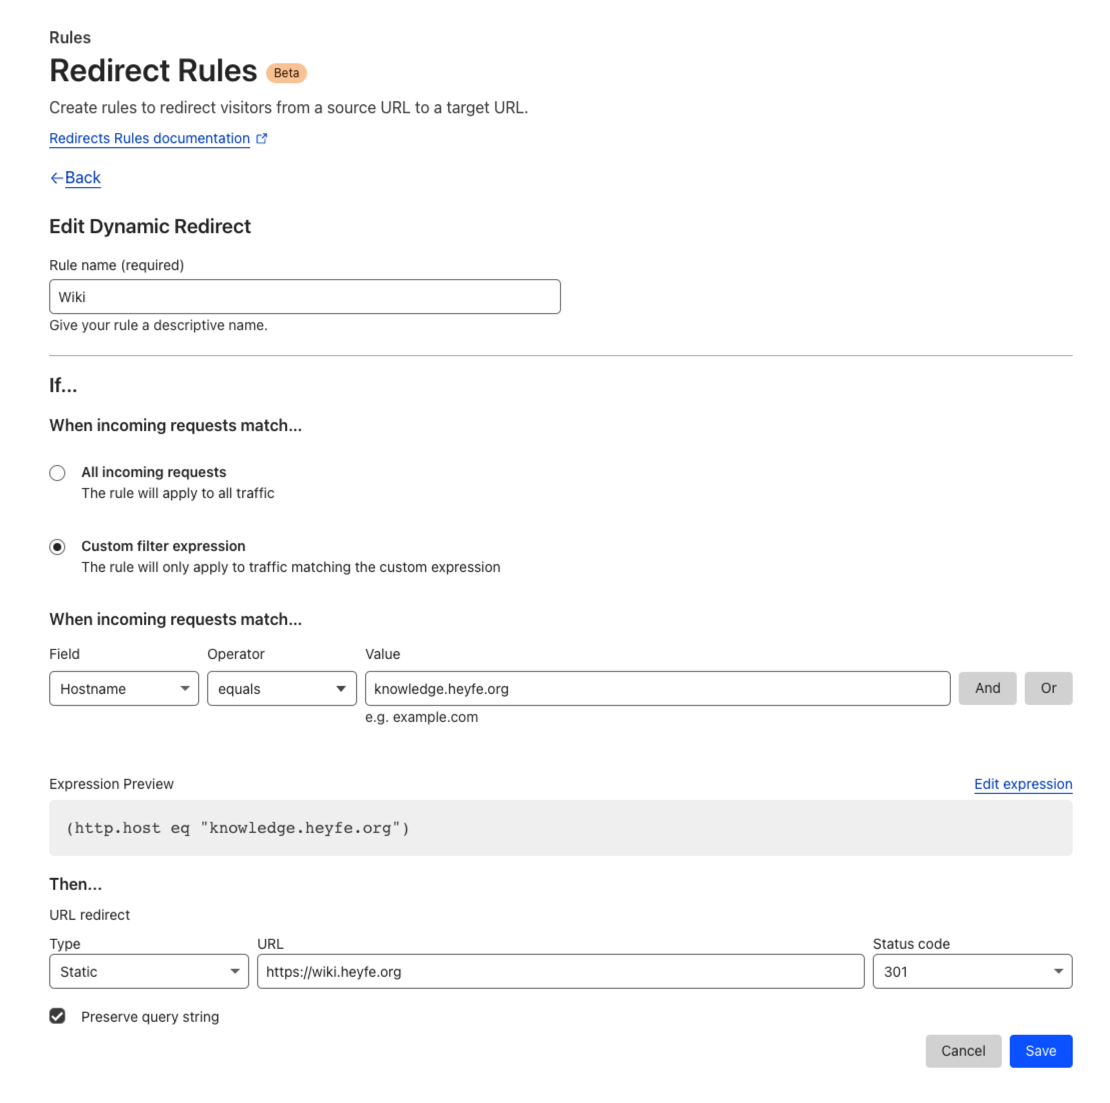 Rules
Redirect Rules Beta
Create rules to redirect visitors from a source URL to a target URL.
Redirects Rules documentation
←Back
Edit Dynamic Redirect
Rule name (required)
Wiki
Give your rule a descriptive name.
If...
When incoming requests match...
All incoming requests
The rule will apply to all traffic
Custom filter expression
The rule will only apply to traffic matching the custom expression
When incoming requests match...
Field Operator Value
Hostname equals knowledge.heyfe.org And Or
e.g. example.com
Expression Preview Edit expression
(http.host eq "knowledge.heyfe.org")
Then...
URL redirect
Type URL Status code
Static https://wiki.heyfe.org 301
Preserve query string
Cancel Save